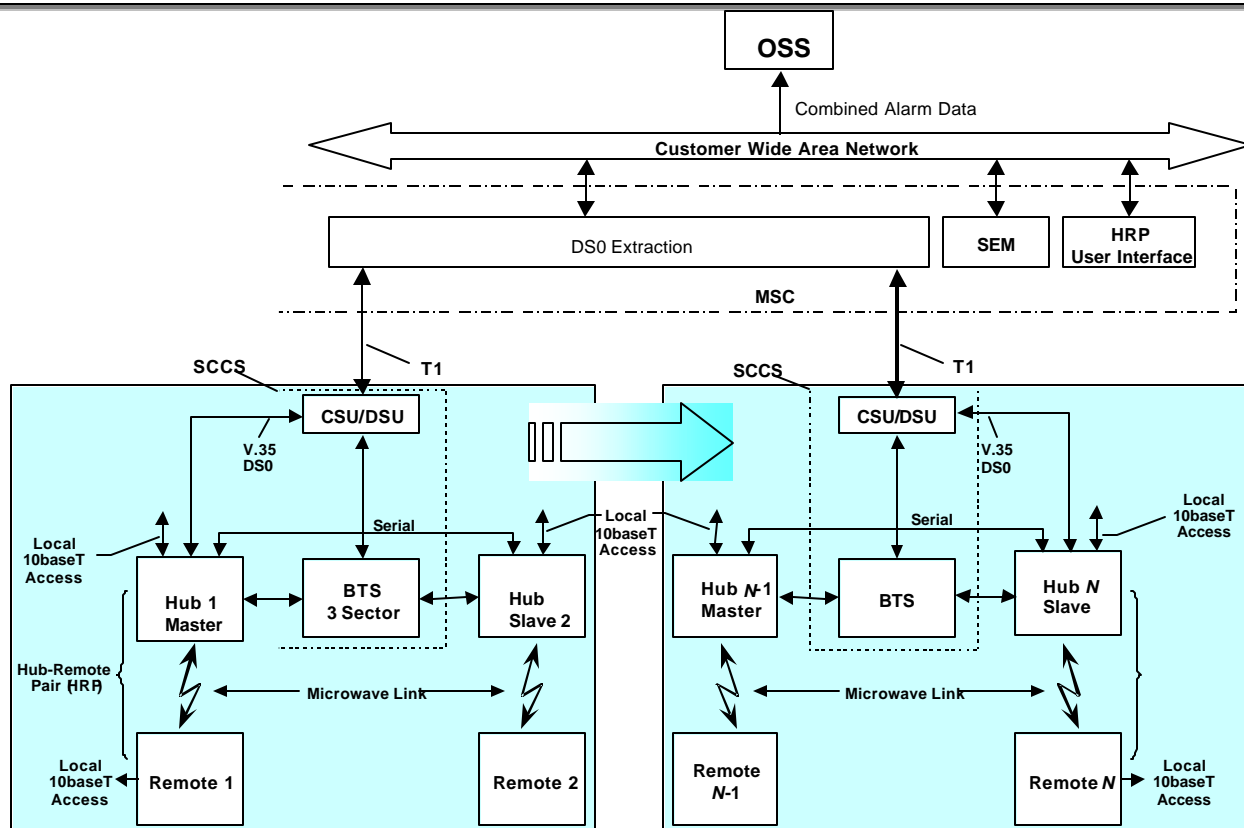 OSS
Combined Alarm Data
Customer Wide Area Network
DS0 Extraction
SEM
HRP
User Interface
MSC
SCCS
T1
SCCS
T1
CSU/DSU
CSU/DSU
V.35
DS0
V.35
DS0
Local
10baseT
Access
Serial
Local
10baseT
Access
Serial
Local
10baseT
Access
Hub 1
Master
BTS
3 Sector
Hub
Slave 2
Hub N-1
Master
BTS
Hub N
Slave
Hub-Remote
Pair (HRP)
Microwave Link
Microwave Link
Local
10baseT
Access
Remote 1
Remote 2
Remote
N-1
Remote N
Local
10baseT
Access